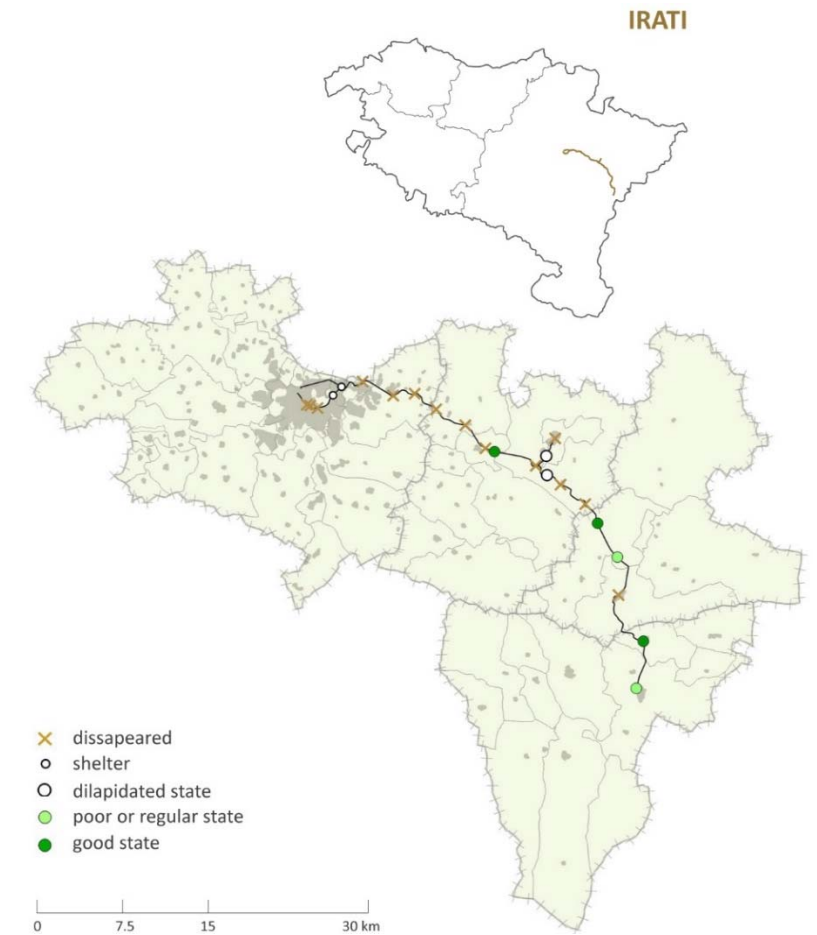 IRATI
dissapeared
shelter
dilapidated state
poor or regular state
good state
0 7.5 15 30 km